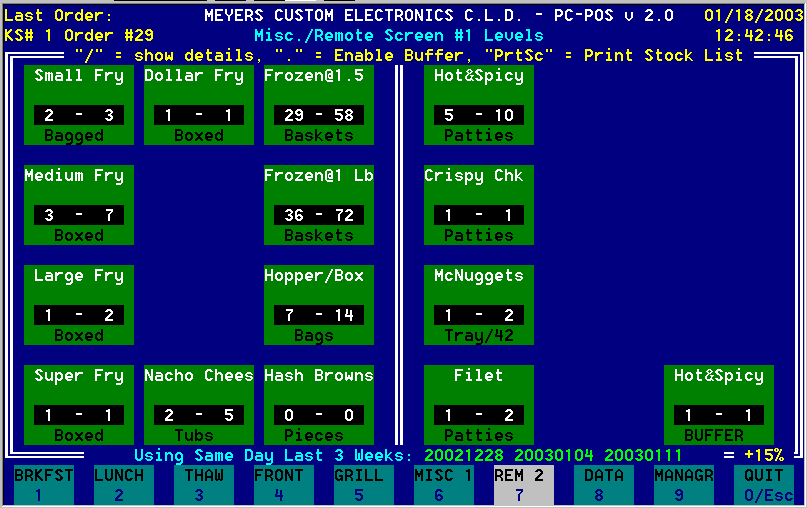 Last Order: MEYERS CUSTOM ELECTRONICS C.L.D. - PC-POS v 2.0 01/18/2003
KS# 1 Order #29 Misc./Remote Screen #1 Levels 12:42:46
"/" = show details, "." = Enable Buffer, "PrtSc" = Print Stock List
Small Fry Dollar Fry Frozen@1.5 Hot&Spicy
2 - 3 1 - 1 29 - 58 5 - 10
Bagged Boxed Baskets Patties
Medium Fry Frozen@1 Lb Crispy Chk
3 - 7 36 - 72 1 - 1
Boxed Baskets Patties
Large Fry Hopper/Box McNuggets
1 - 2 7 - 14 1 - 2
Boxed Bags Tray/42
Super Fry Nacho Chees Hash Browns Filet Hot&Spicy
1 - 1 2 - 5 0 - 0 1 - 2 1 - 1
Boxed Tubs Pieces Patties BUFFER
Using Same Day Last 3 Weeks: 20021228 20030104 20030111 = +15%
BRKFST LUNCH THAW FRONT GRILL MISC 1 REM 2 DATA MANAGR QUIT
1 2 3 4 5 6 7 8 9 0/Esc